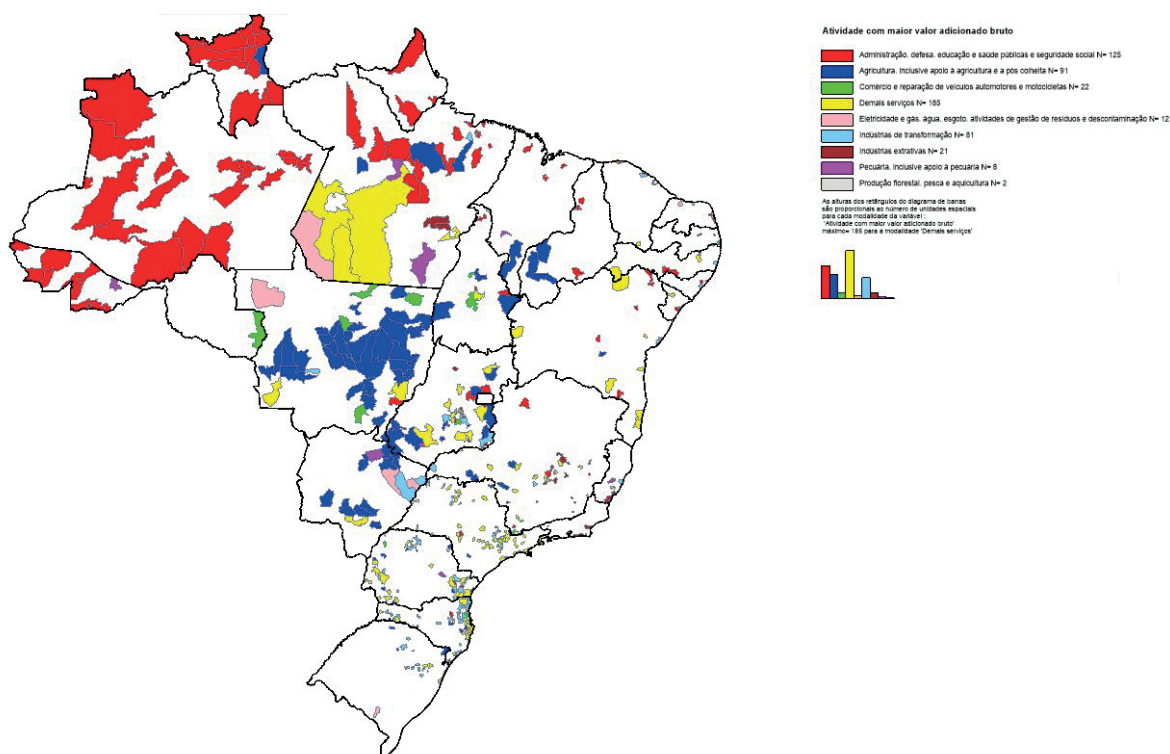 Atividade com maior valor adicionado bruto
Administração, defesa, educação e saúde públicas e seguridade social N= 125
Agricultura, inclusive apoio à agricultura e a pós colheita N= 91
Comércio e reparação de veículos automotores e motocicletas N= 22
Demais serviços N= 185
Eletricidade e gás, água, esgoto, atividades de gestão de resíduos e descontaminação N= 12
Indústrias de transformação N= 81
Indústrias extrativas N= 21
Pecuária, inclusive apoio à pecuária N= 8
Produção florestal, pesca e aquicultura N= 2
As alturas dos retângulos do diagrama de barras
são proporcionais ao número de unidades espaciais
para cada modalidade da variável :
'Atividade com maior valor adicionado bruto'
máximo= 185 para a modalidade 'Demais serviços'